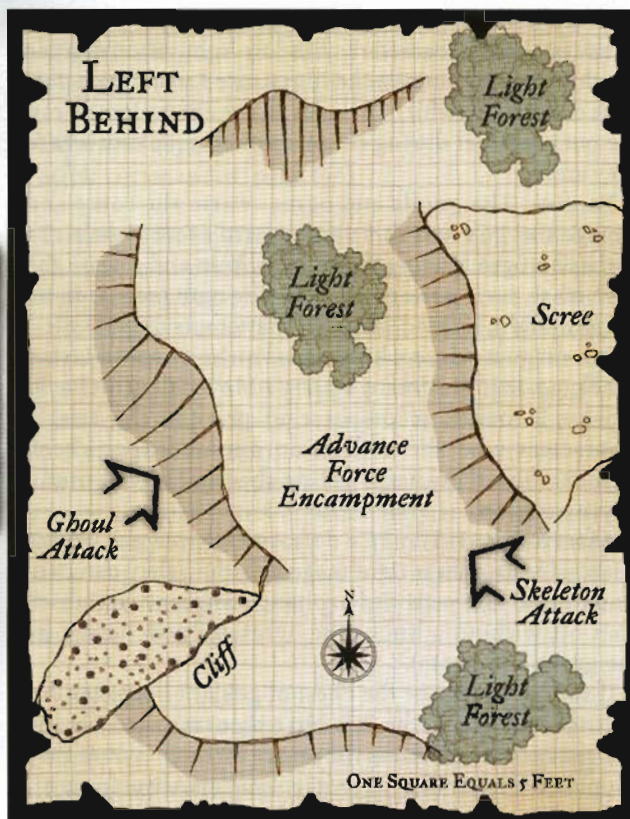 Left
Behind
Light
Forest
Light
Forest
Scree
Advance
Force
Encampment
Ghoul
Attack
N
Skeleton
Attack
Cliff
Light
Forest
One Square Equals 5 Feet